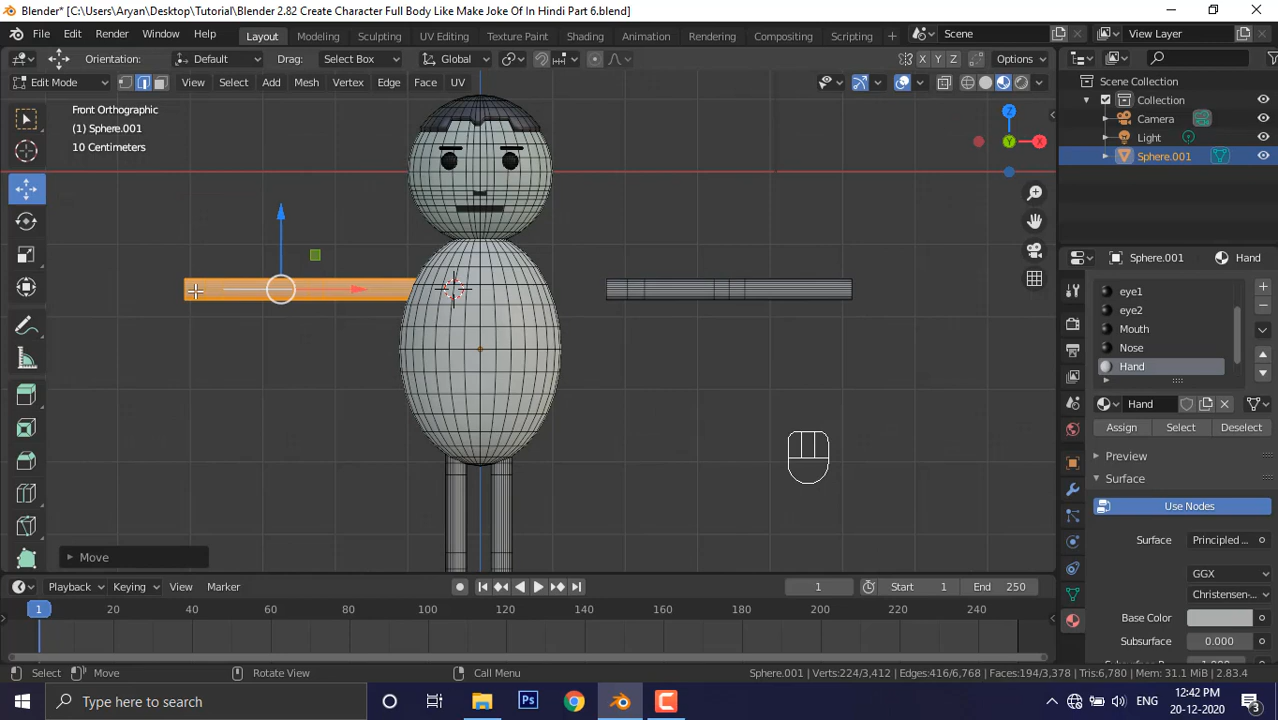 Blender* [C:\Users\Aryan\Desktop\Tutorial\Blender 2.82 Create Character Full Body Like Make Joke Of In Hindi Part 6.blend]
File Edit Render Window Help Layout Modeling Sculpting UV Editing Texture Paint Shading Animation Rendering Compositing Scripting + Scene View Layer
Orientation: Default Drag: Select Box Global X Y Z Options
Edit Mode View Select Add Mesh Vertex Edge Face UV
Front Orthographic
(1) Sphere.001
10 Centimeters
Z
Y
X
Scene Collection
Collection
Camera
Light
Sphere.001
Sphere.001 Hand
eye1
eye2
Mouth
Nose
Hand
Hand
Assign Select Deselect
Preview
Surface
Use Nodes
Surface Principled ...
GGX
Christensen-...
Base Color
Subsurface 0.000
Move
Playback Keying View Marker 1 Start 1 End 250
1 20 40 60 80 100 120 140 160 180 200 220 240
Select Move Rotate View Call Menu Sphere.001 | Verts:224/3,412 | Edges:416/6,768 | Faces:194/3,378 | Tris:6,780 | Mem: 31.1 MiB | 2.83.4
Type here to search Ps ENG 12:42 PM
20-12-2020 3